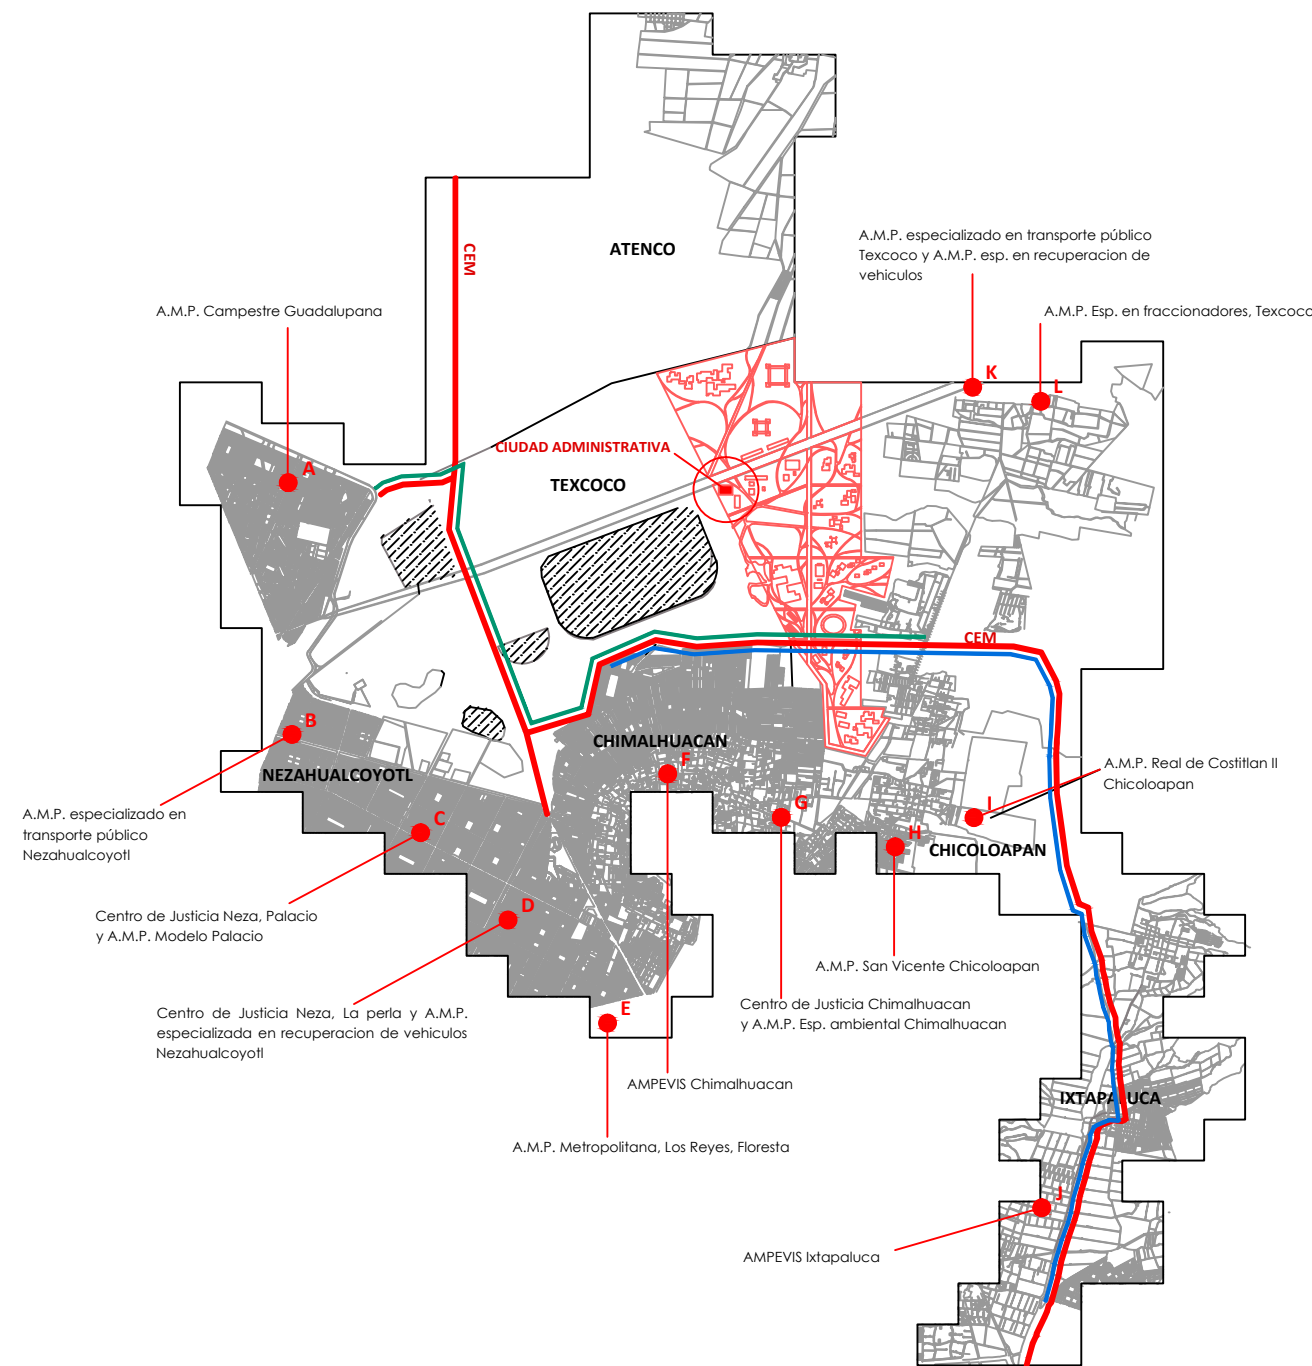 A.M.P. especializado en transporte público
Texcoco y A.M.P. esp. en recuperacion de
vehiculos
ATENCO
CEM
A.M.P. Campestre Guadalupana
A.M.P. Esp. en fraccionadores, Texcoco
K
L
CIUDAD ADMINISTRATIVA
A
TEXCOCO
CEM
B
CHIMALHUACAN
F
NEZAHUALCOYOTL
A.M.P. Real de Costitlan II
Chicoloapan
G
I
A.M.P. especializado en
transporte público
Nezahualcoyotl
C
H
CHICOLOAPAN
Centro de Justicia Neza, Palacio
y A.M.P. Modelo Palacio
D
A.M.P. San Vicente Chicoloapan
Centro de Justicia Neza, La perla y A.M.P.
especializada en recuperacion de vehiculos
Nezahualcoyotl
E
Centro de Justicia Chimalhuacan
y A.M.P. Esp. ambiental Chimalhuacan
AMPEVIS Chimalhuacan
IXTAPALUCA
A.M.P. Metropolitana, Los Reyes, Floresta
J
AMPEVIS Ixtapaluca